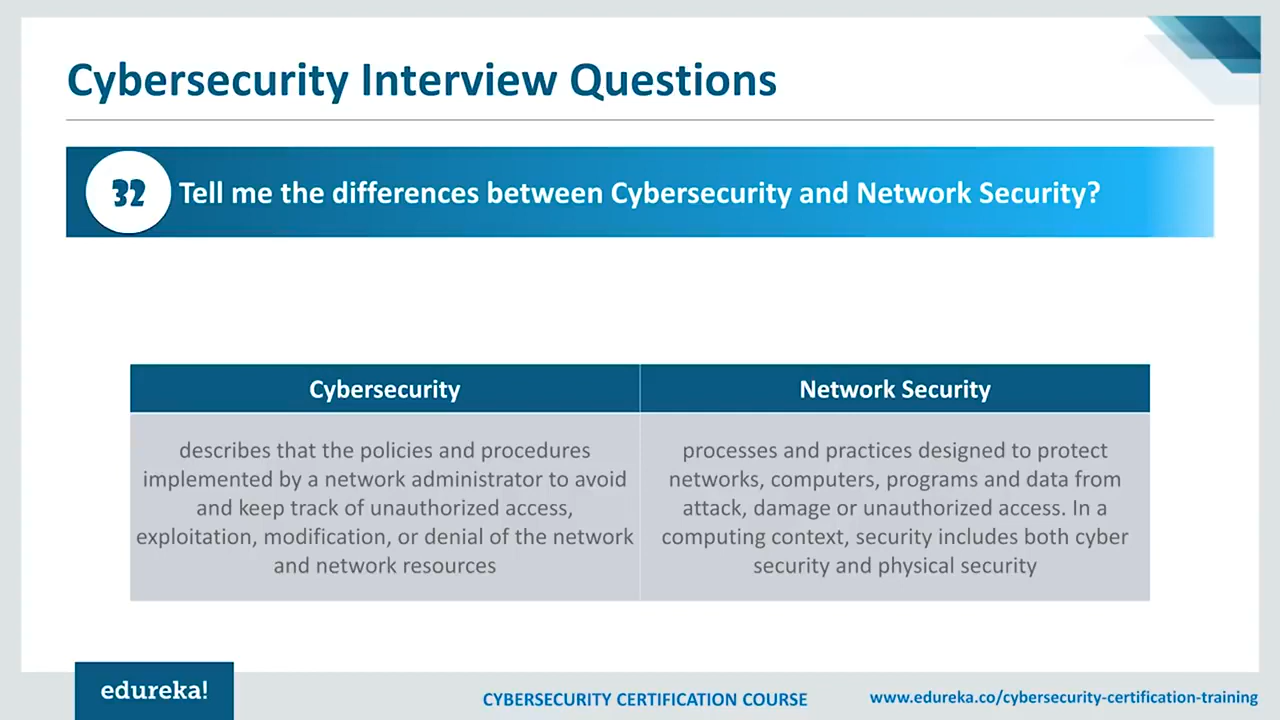 Cybersecurity Interview Questions
32
Tell me the differences between Cybersecurity and Network Security?
Cybersecurity
describes that the policies and procedures
implemented by a network administrator to avoid
and keep track of unauthorized access,
exploitation, modification, or denial of the network
and network resources
Network Security
processes and practices designed to protect
networks, computers, programs and data from
attack, damage or unauthorized access. In a
computing context, security includes both cyber
security and physical security
edureka!
CYBERSECURITY CERTIFICATION COURSE
www.edureka.co/cybersecurity-certification-training